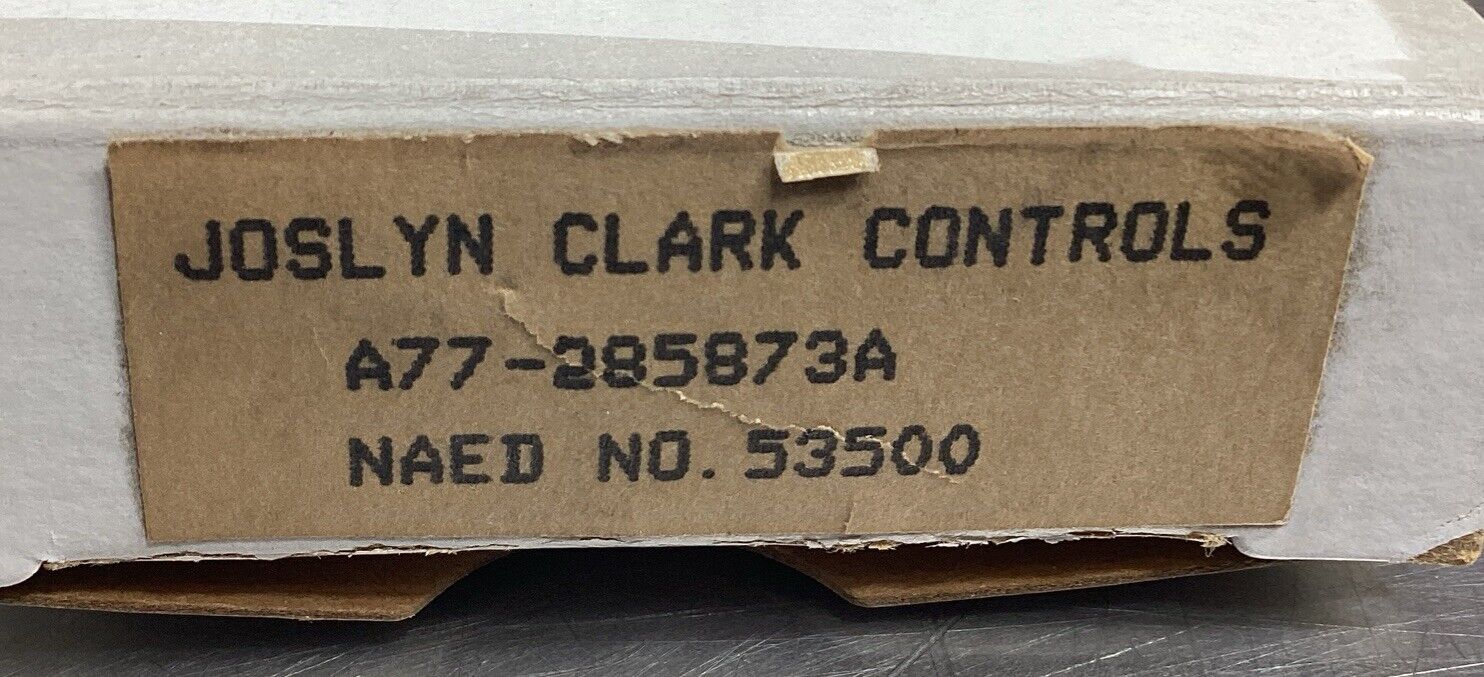 JOSLYN CLARK CONTROLS
A77-285873A
NAED NO. 53500